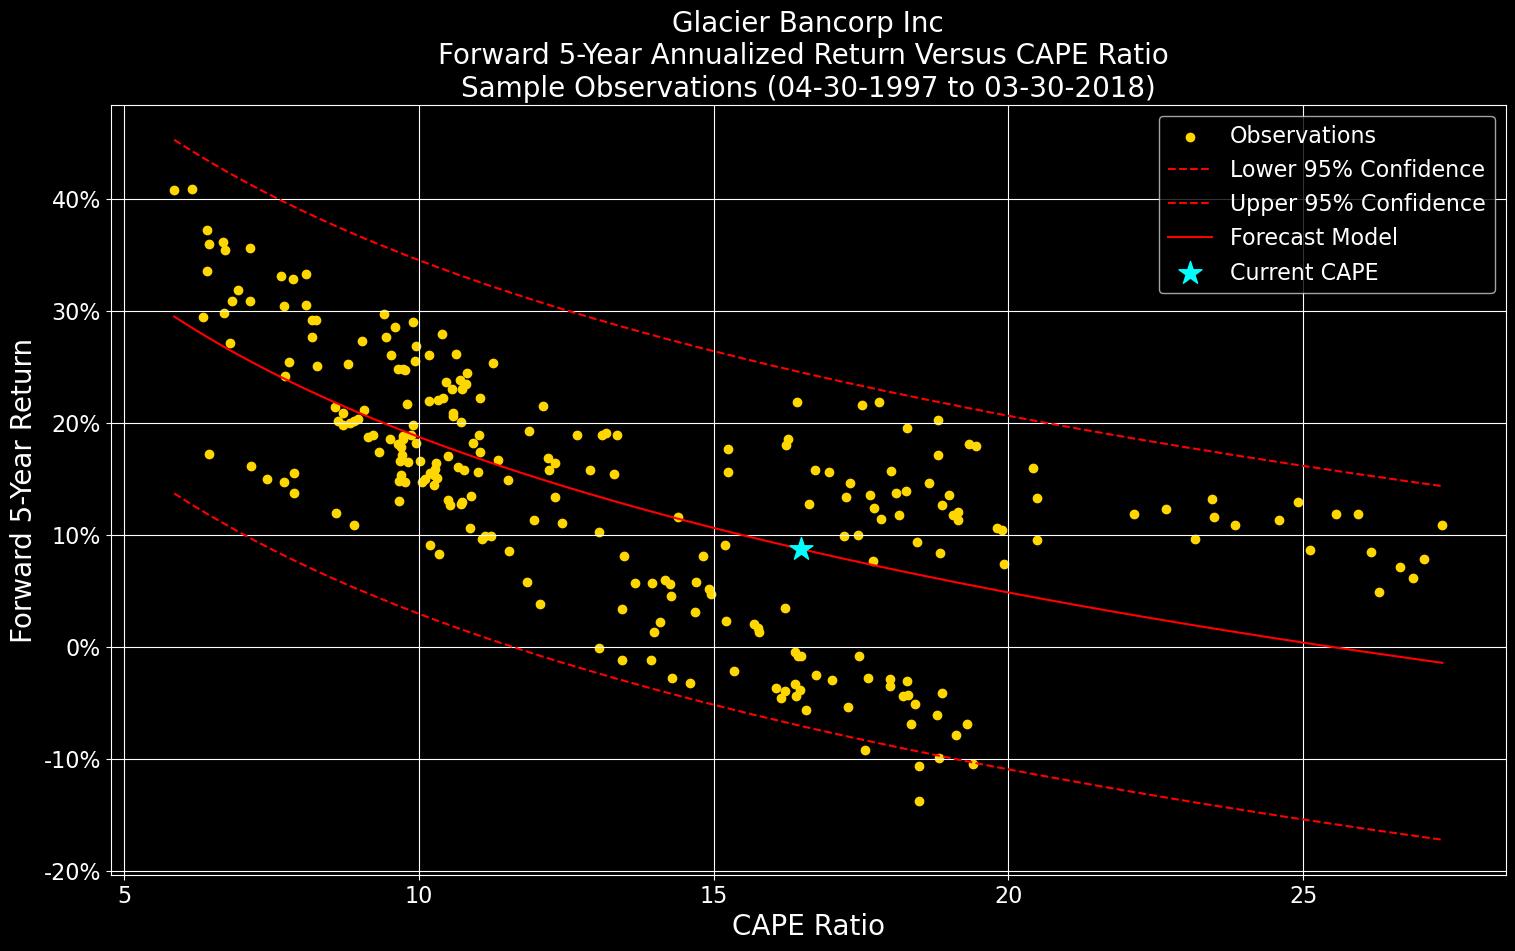 Glacier Bancorp Inc
Forward 5-Year Annualized Return Versus CAPE Ratio
Sample Observations (04-30-1997 to 03-30-2018)
Observations
Lower 95% Confidence
Upper 95% Confidence
Forecast Model
Current CAPE
Forward 5-Year Return
40%
30%
20%
10%
0%
-10%
-20%
5 10 15 20 25
CAPE Ratio